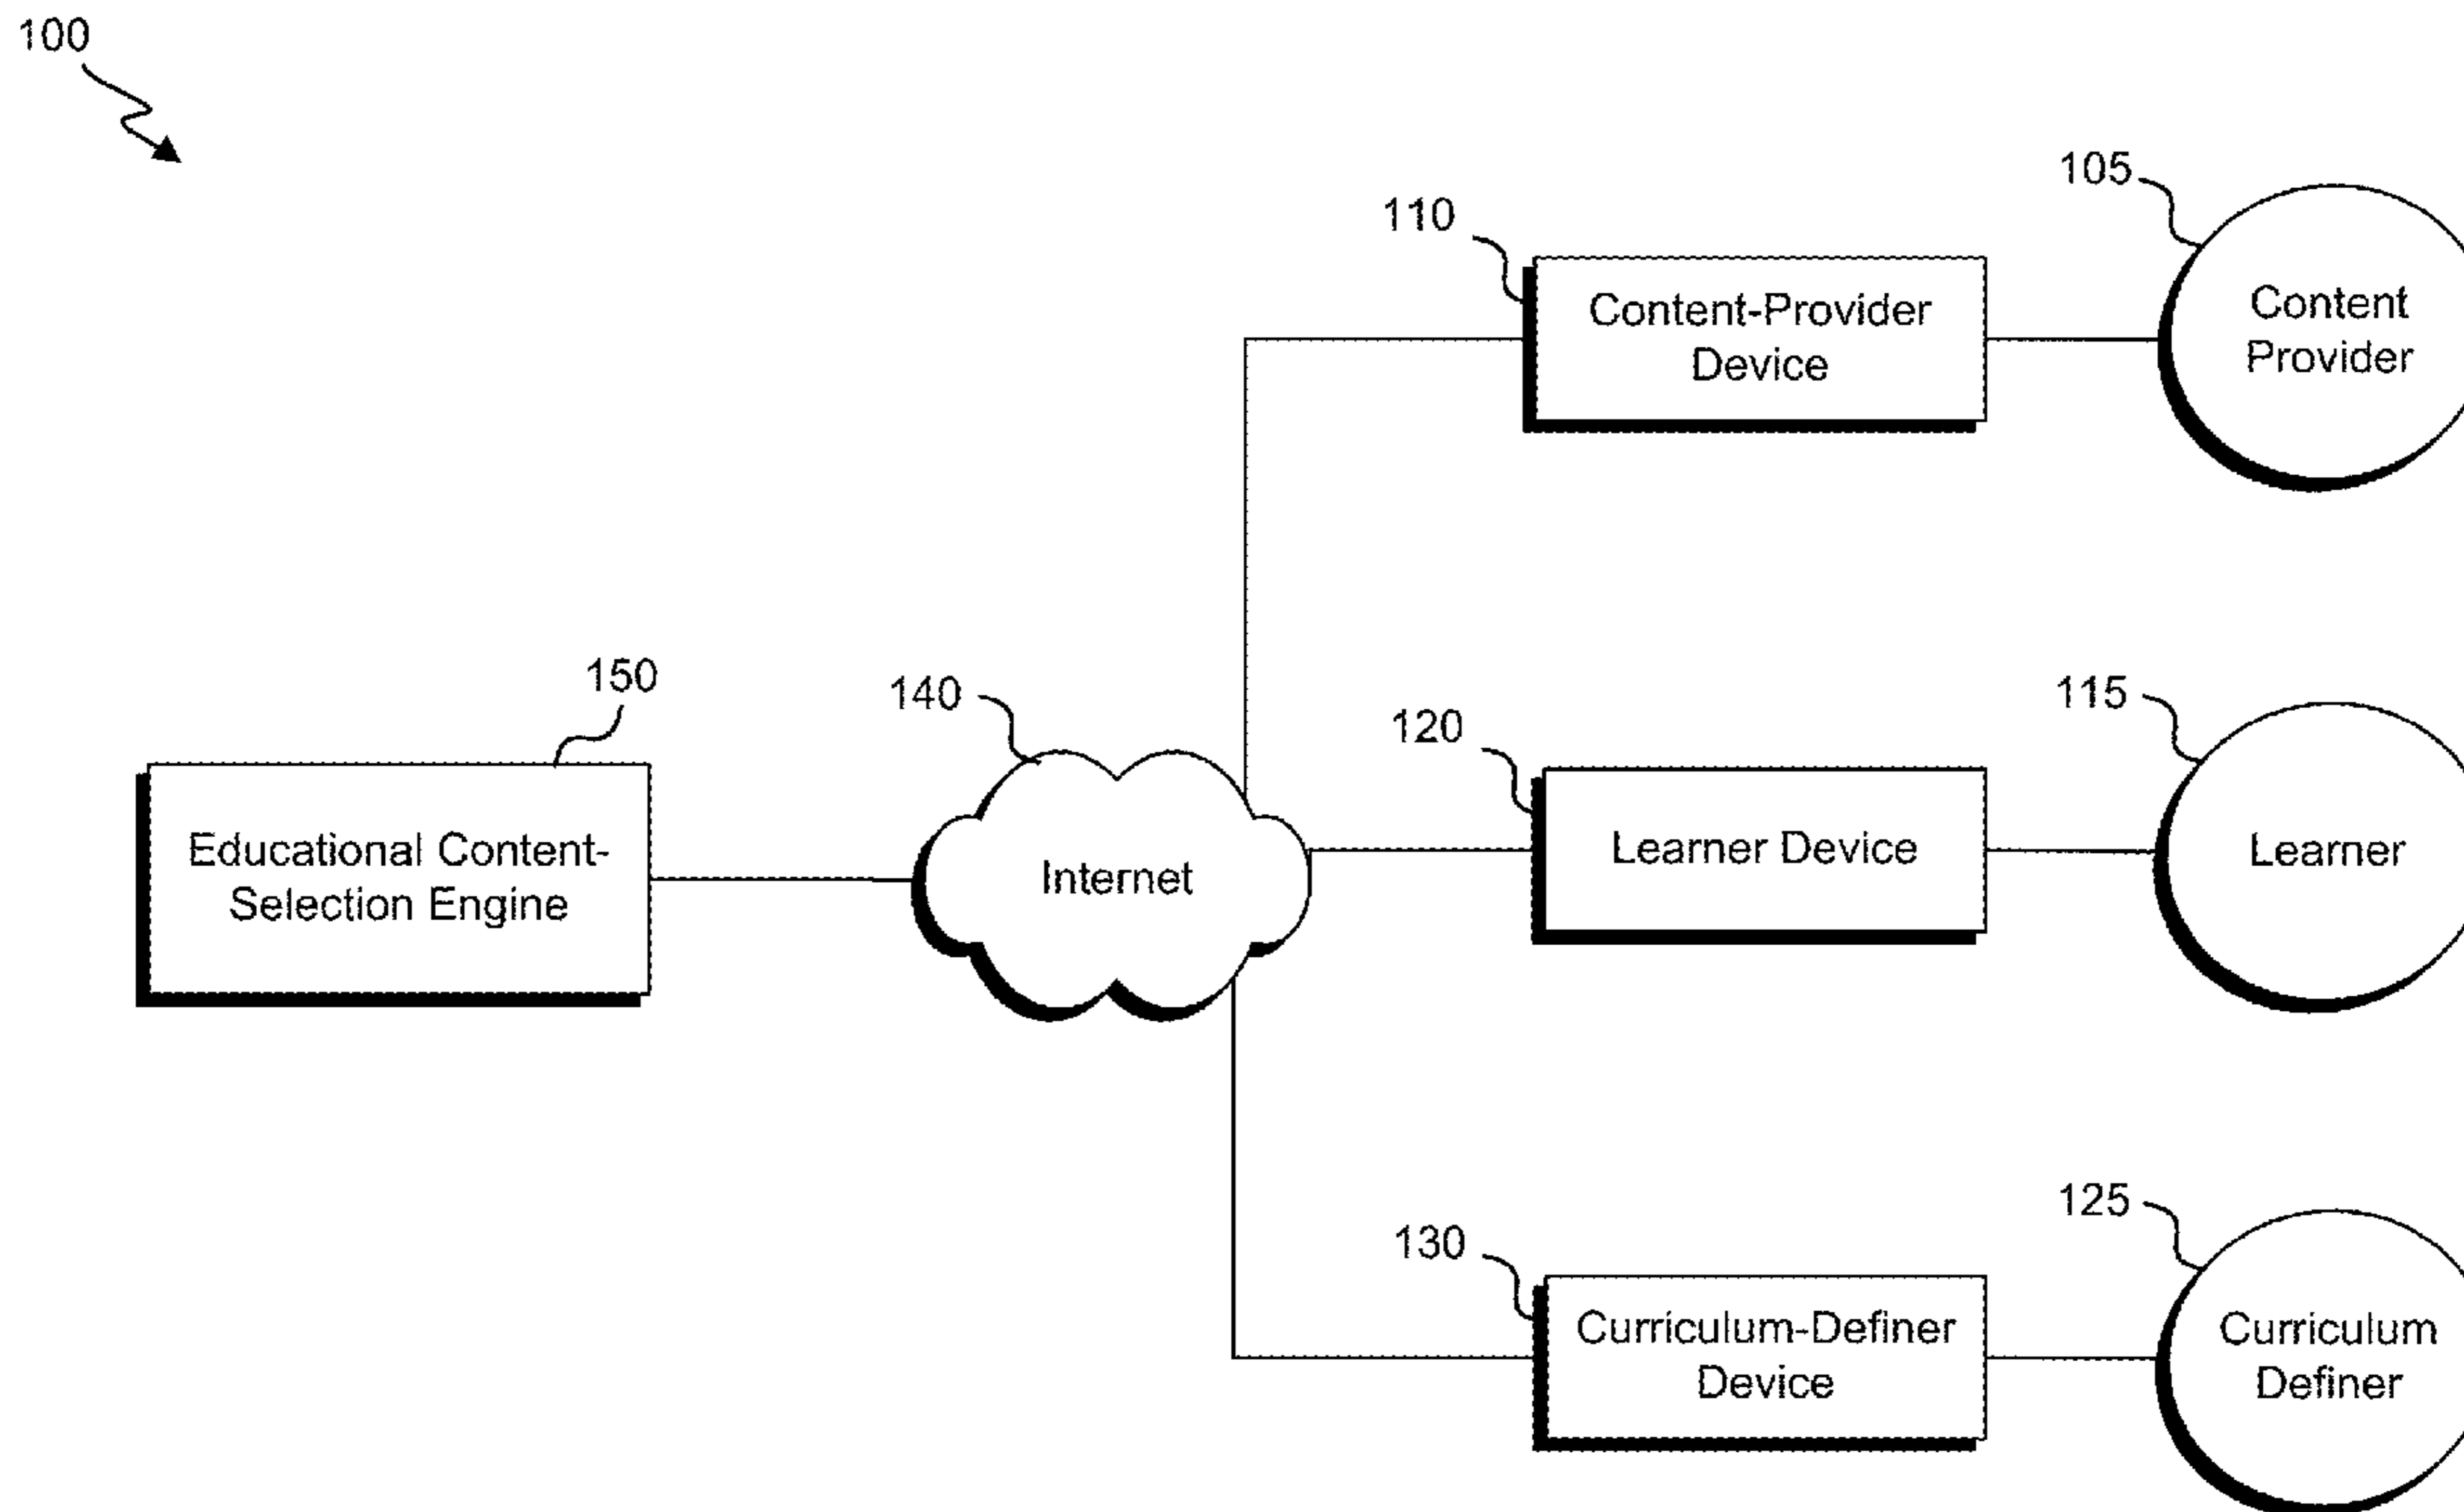 100
105
110
Content-Provider
Device
Content
Provider
150
140
120
115
Educational Content-
Selection Engine
Internet
Learner Device
Learner
130
125
Curriculum-Definer
Device
Curriculum
Definer